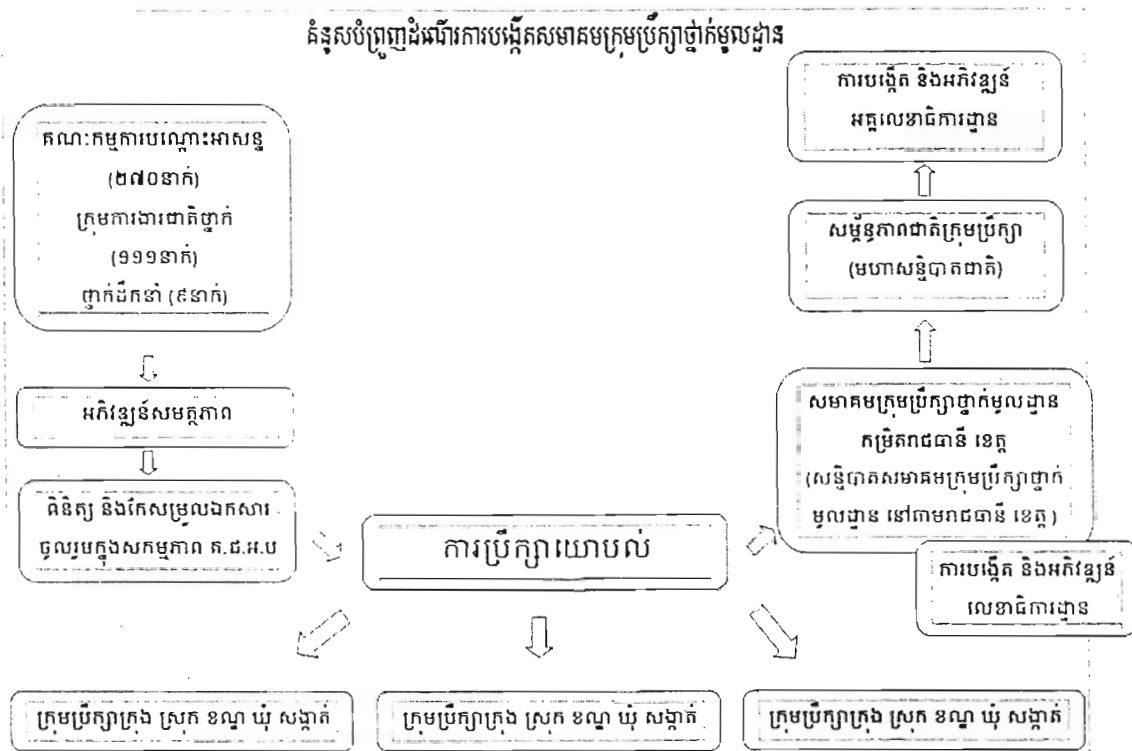 គំនូសបំព្រួញដំណើរការបង្កើតសមាគមក្រុមប្រឹក្សាថ្នាក់មូលដ្ឋាន
គណៈកម្មការបណ្តោះអាសន្ន
(២៧០នាក់)
ក្រុមការងារជាតិថ្នាក់
(១១១នាក់)
ថ្នាក់ដឹកនាំ (៩នាក់)
អភិវឌ្ឍន៍សមត្ថភាព
ពិនិត្យ និងកែសម្រួលឯកសារ
ចូលរួមក្នុងសកម្មភាព គ.ជ.អ.ប
ការប្រឹក្សាយោបល់
ការបង្កើត និងអភិវឌ្ឍន៍
អគ្គលេខាធិការដ្ឋាន
សម្ព័ន្ធភាពជាតិក្រុមប្រឹក្សា
(មហាសន្និបាតជាតិ)
សមាគមក្រុមប្រឹក្សាថ្នាក់មូលដ្ឋាន
កម្រិតរាជធានី ខេត្ត
(សន្និបាតសមាគមក្រុមប្រឹក្សាថ្នាក់
មូលដ្ឋាន នៅតាមរាជធានី ខេត្ត)
ការបង្កើត និងអភិវឌ្ឍន៍
លេខាធិការដ្ឋាន
ក្រុមប្រឹក្សាក្រុង ស្រុក ខណ្ឌ ឃុំ សង្កាត់
ក្រុមប្រឹក្សាក្រុង ស្រុក ខណ្ឌ ឃុំ សង្កាត់
ក្រុមប្រឹក្សាក្រុង ស្រុក ខណ្ឌ ឃុំ សង្កាត់